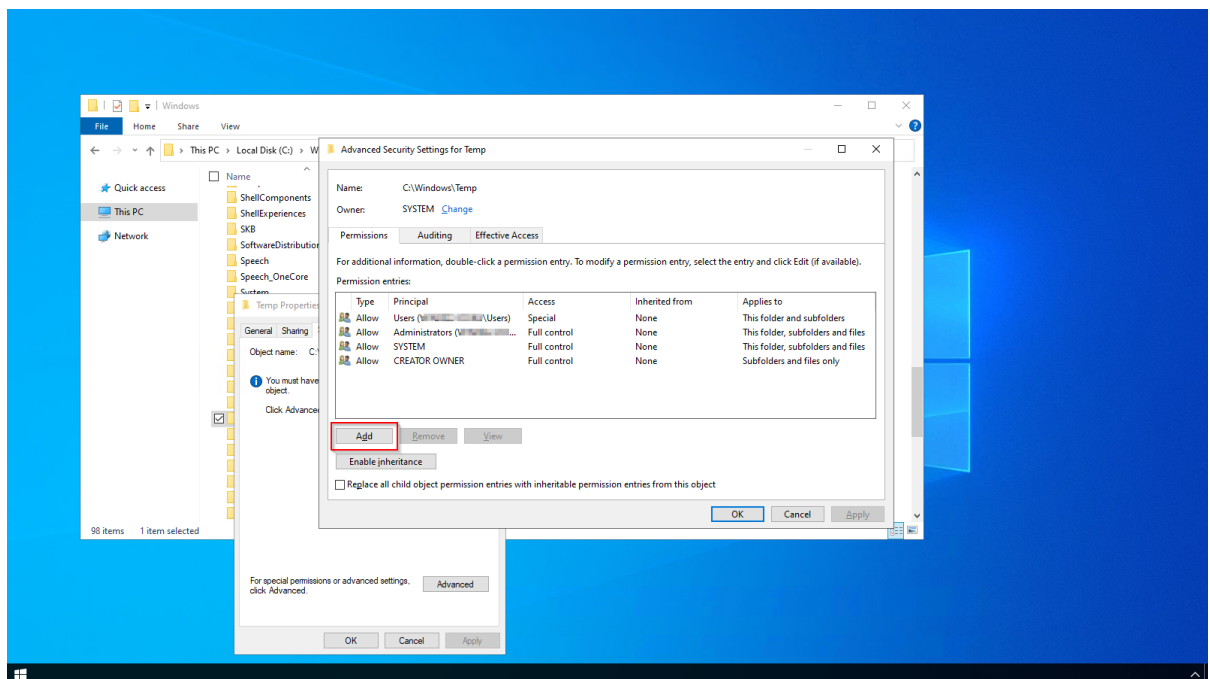 Windows
File Home Share View
This PC Local Disk (C:) W
Name
Quick access
This PC
Network
ShellComponents
ShellExperiences
SKB
SoftwareDistribution
Speech
Speech_OneCore
System
98 items 1 item selected
Temp Properties
General Sharing
Object name: C:\
You must have
object.
Click Advanced
For special permissions or advanced settings,
click Advanced.
Advanced
OK Cancel Apply
Advanced Security Settings for Temp
Name: C:\Windows\Temp
Owner: SYSTEM Change
Permissions Auditing Effective Access
For additional information, double-click a permission entry. To modify a permission entry, select the entry and click Edit (if available).
Permission entries:
Type Principal Access Inherited from Applies to
Allow Users ( \Users) Special None This folder and subfolders
Allow Administrators ( ... Full control None This folder, subfolders and files
Allow SYSTEM Full control None This folder, subfolders and files
Allow CREATOR OWNER Full control None Subfolders and files only
Add Remove View
Enable inheritance
Replace all child object permission entries with inheritable permission entries from this object
OK Cancel Apply